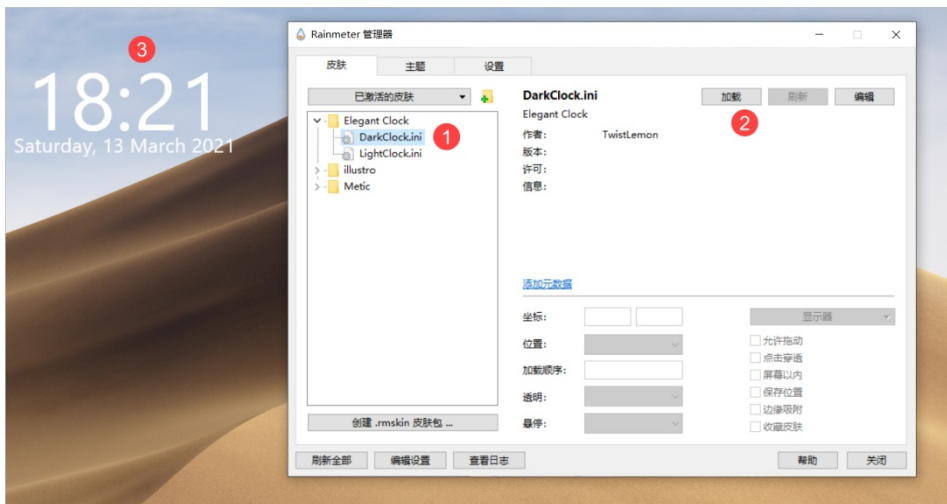 3
18:21
Saturday, 13 March 2021
Rainmeter 管理器
皮肤 主题 设置
已激活的皮肤
Elegant Clock
DarkClock.ini
1
LightClock.ini
illustro
Metic
创建 .rmskin 皮肤包 ...
DarkClock.ini
加载 刷新 编辑
Elegant Clock
2
作者: TwistLemon
版本:
许可:
信息:
添加元数据
坐标:
显示器
位置:
加载顺序:
透明:
悬停:
允许拖动
点击穿透
屏幕以内
保存位置
边缘吸附
收藏皮肤
刷新全部 编辑设置 查看日志 帮助 关闭